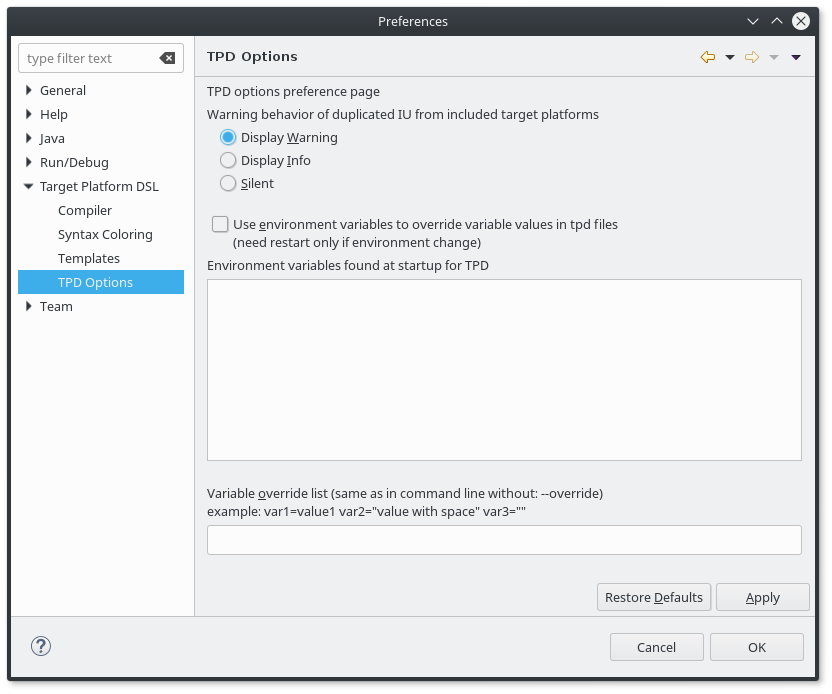 Preferences
type filter text
General
Help
Java
Run/Debug
Target Platform DSL
Compiler
Syntax Coloring
Templates
TPD Options
Team
TPD Options
TPD options preference page
Warning behavior of duplicated IU from included target platforms
Display Warning
Display Info
Silent
Use environment variables to override variable values in tpd files
(need restart only if environment change)
Environment variables found at startup for TPD
Variable override list (same as in command line without: --override)
example: var1=value1 var2="value with space" var3=""
Restore Defaults
Apply
?
Cancel
OK